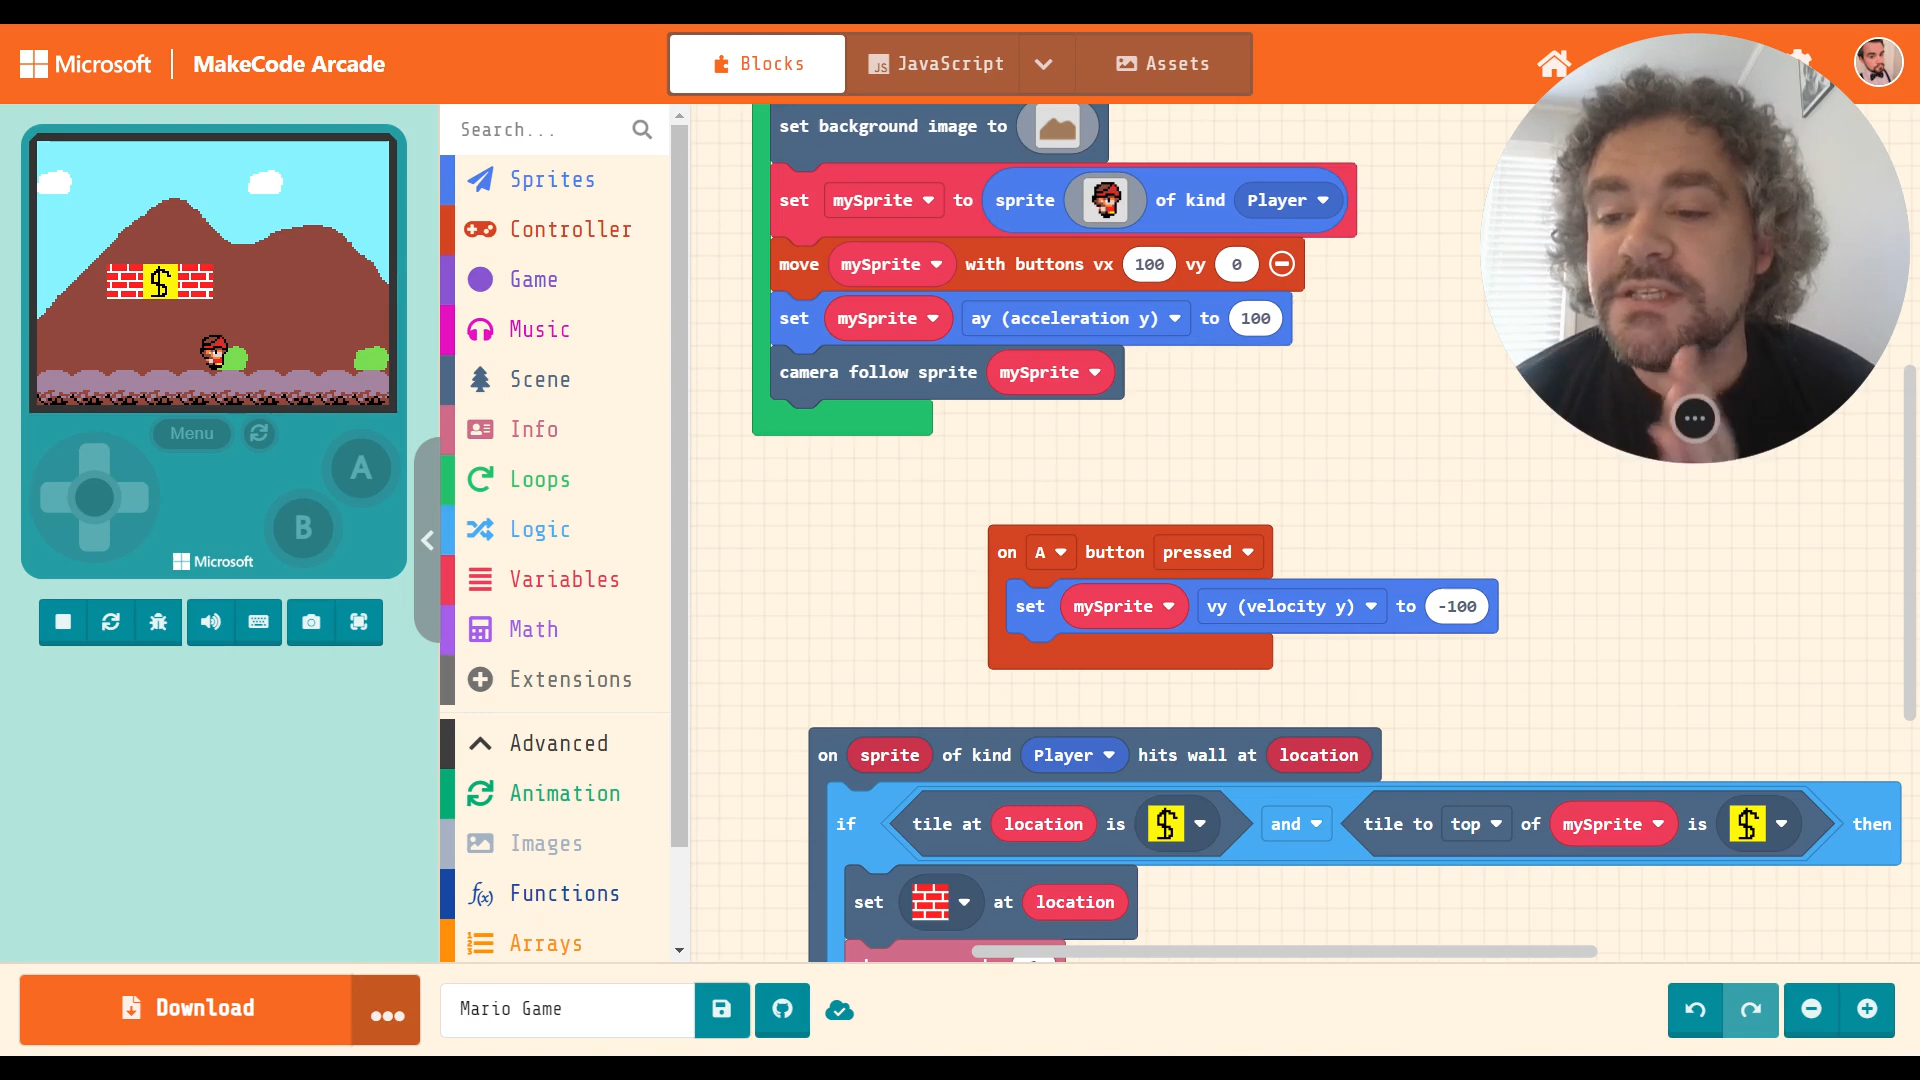 Microsoft MakeCode Arcade
Blocks JavaScript Assets
Search...
Sprites
Controller
Game
Music
Scene
Info
Loops
Logic
Variables
Math
Extensions
Advanced
Animation
Images
Functions
Arrays
$
Menu
A
B
Microsoft
set background image to
set mySprite to sprite of kind Player
move mySprite with buttons vx 100 vy 0
set mySprite ay (acceleration y) to 100
camera follow sprite mySprite
on A button pressed
set mySprite vy (velocity y) to -100
on sprite of kind Player hits wall at location
if tile at location is $ and tile to top of mySprite is $ then
set at location
Download
Mario Game